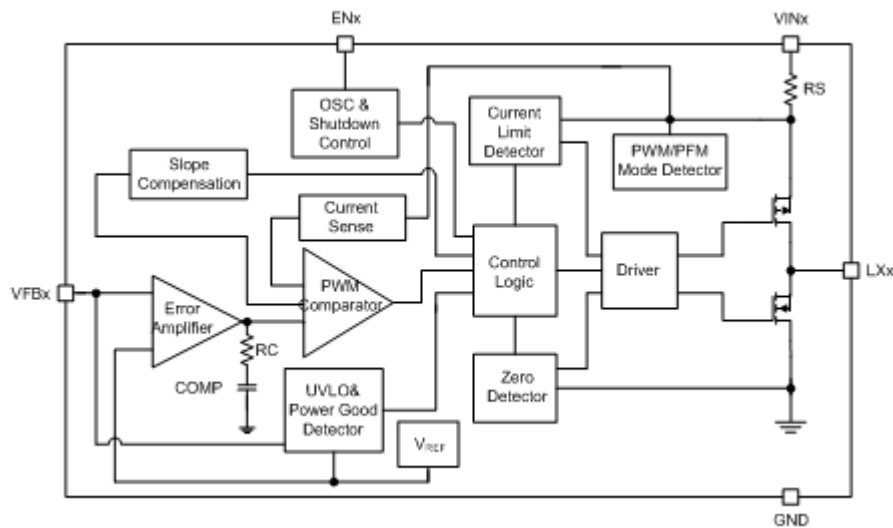 ENx
VINx
RS
OSC &
Shutdown
Control
Current
Limit
Detector
PWM/PFM
Mode Detector
Slope
Compensation
Current
Sense
VFBx
Error
Amplifier
PWM
Comparator
Control
Logic
Driver
LXx
RC
COMP
UVLO&
Power Good
Detector
VREF
Zero
Detector
GND